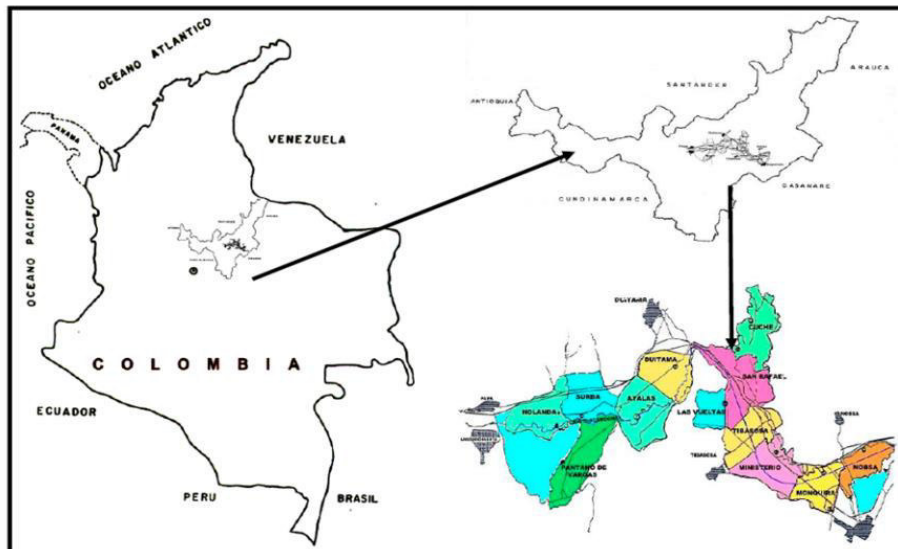 OCEANO ATLANTICO
PANAMA
VENEZUELA
OCEANO PACIFICO
COLOMBIA
ECUADOR
PERU
BRASIL
SANTANDER
ARAUCA
ANTIOQUIA
CUNDINAMARCA
CASANARE
DUITAMA
CUCHE
DUITAMA
SAN RAFAEL
SURBA
HOLANDA
AYALAS
LAS VUELTAS
TIBASOSA
PANTANO DE
VARGAS
MINISTERIO
NOBSA
MONQUIRA